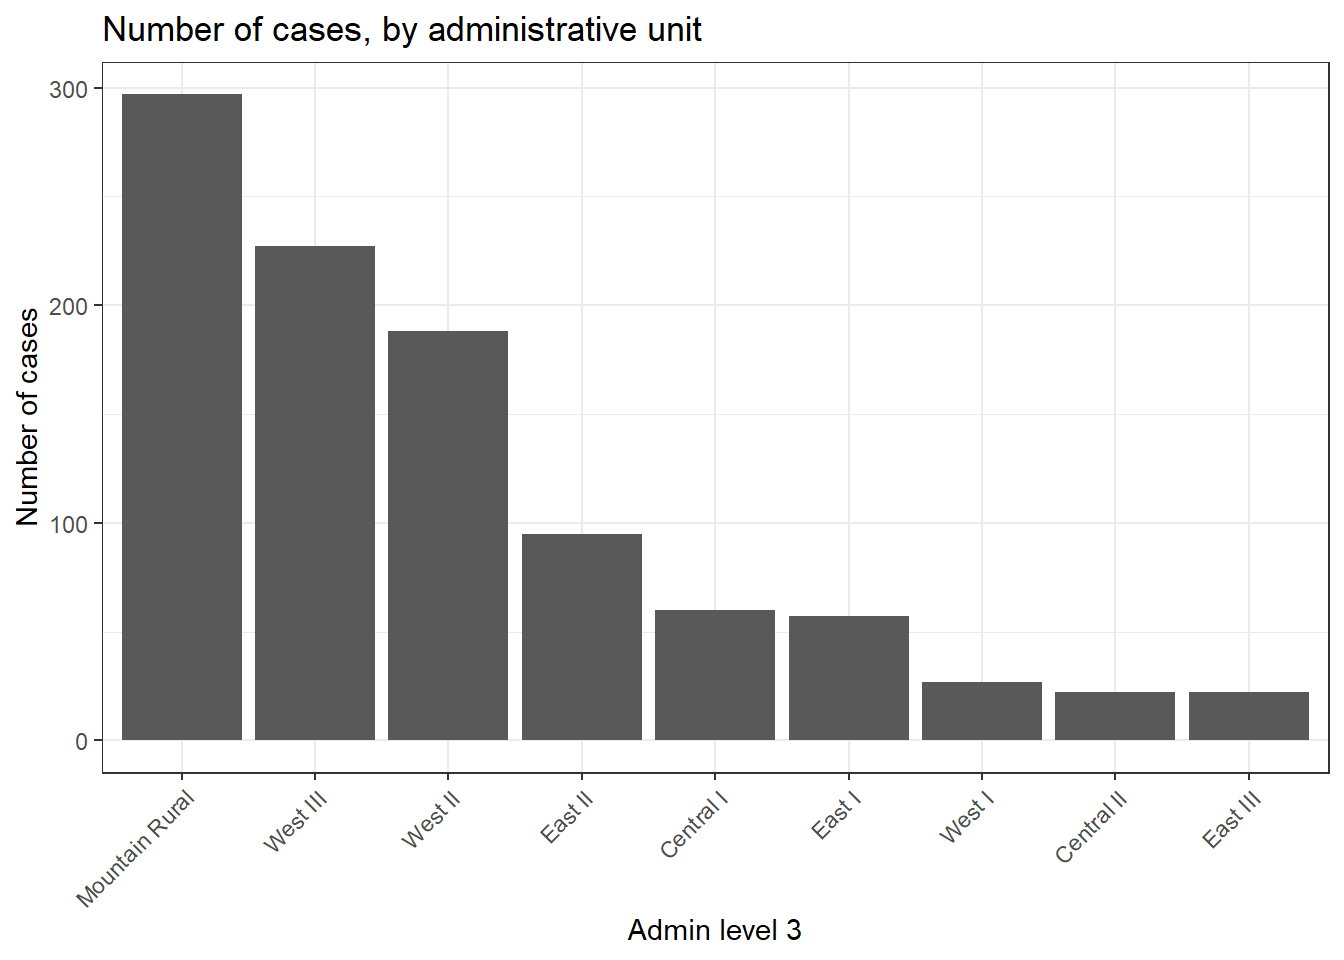 Number of cases, by administrative unit
Number of cases
300
200
100
0
Mountain Rural
West III
West II
East II
Central I
East I
West I
Central II
East III
Admin level 3